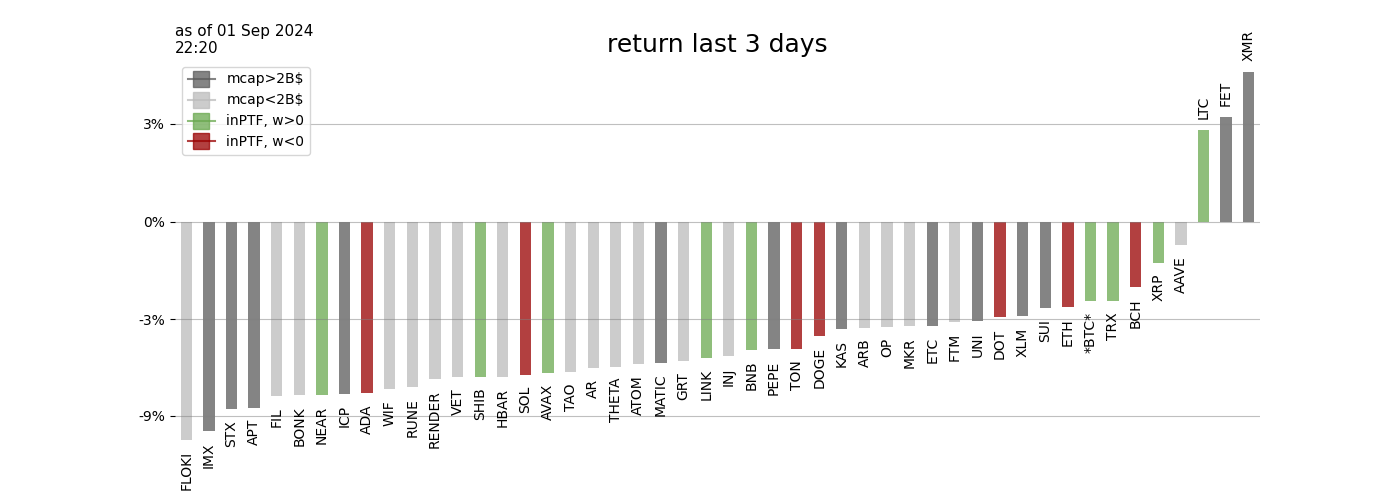 as of 01 Sep 2024
22:20
return last 3 days
mcap>2B$
mcap<2B$
inPTF, w>0
inPTF, w<0
3%
0%
-3%
-9%
FLOKI
IMX
STX
APT
FIL
BONK
NEAR
ICP
ADA
WIF
RUNE
RENDER
VET
SHIB
HBAR
SOL
AVAX
TAO
AR
THETA
ATOM
MATIC
GRT
LINK
INJ
BNB
PEPE
TON
DOGE
KAS
ARB
OP
MKR
ETC
FTM
UNI
DOT
XLM
SUI
ETH
*BTC*
TRX
BCH
XRP
AAVE
LTC
FET
XMR